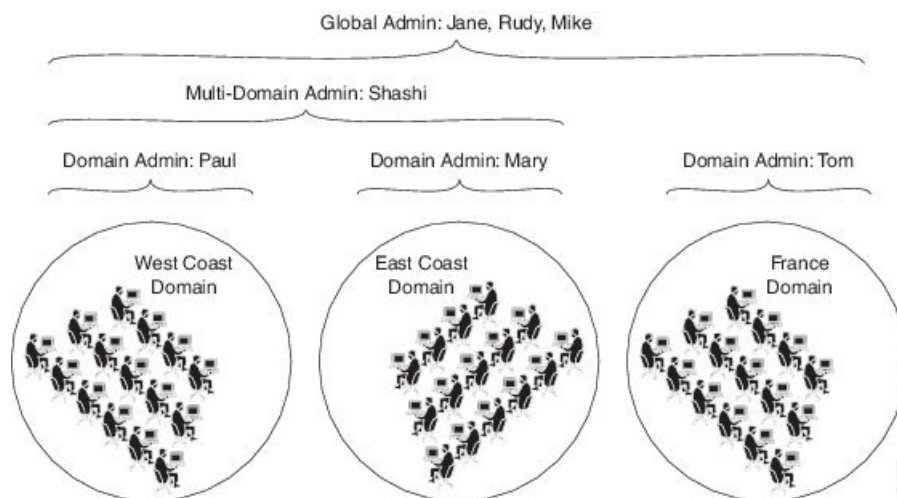 Global Admin: Jane, Rudy, Mike
Multi-Domain Admin: Shashi
Domain Admin: Paul
Domain Admin: Mary
Domain Admin: Tom
West Coast
Domain
East Coast
Domain
France
Domain